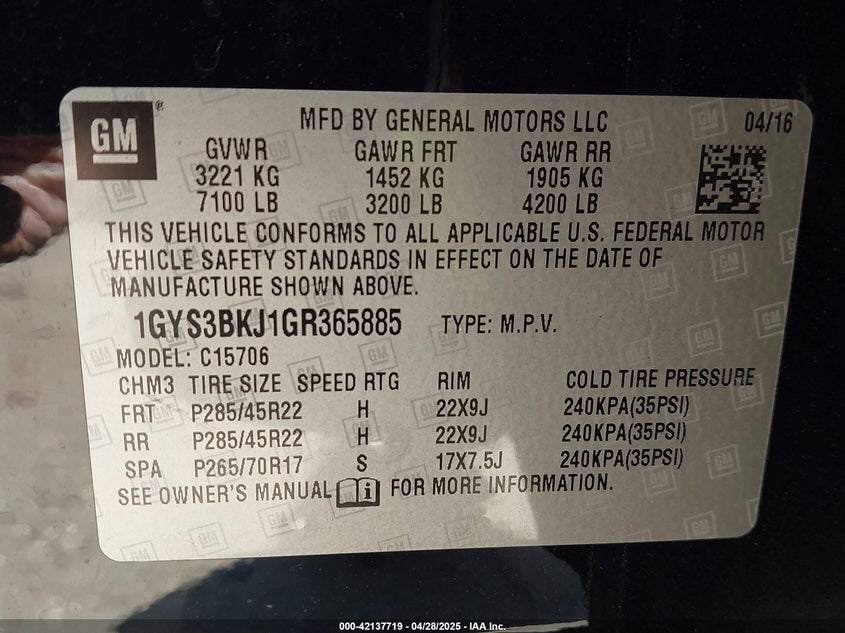 GM ®
MFD BY GENERAL MOTORS LLC 04/16
GVWR GAWR FRT GAWR RR
3221 KG 1452 KG 1905 KG
7100 LB 3200 LB 4200 LB
THIS VEHICLE CONFORMS TO ALL APPLICABLE U.S. FEDERAL MOTOR
VEHICLE SAFETY STANDARDS IN EFFECT ON THE DATE OF
MANUFACTURE SHOWN ABOVE.
1GYS3BKJ1GR365885 TYPE: M.P.V.
MODEL: C15706
CHM3 TIRE SIZE SPEED RTG RIM COLD TIRE PRESSURE
FRT P285/45R22 H 22X9J 240KPA(35PSI)
RR P285/45R22 H 22X9J 240KPA(35PSI)
SPA P265/70R17 S 17X7.5J 240KPA(35PSI)
SEE OWNER'S MANUAL i FOR MORE INFORMATION.
000-42137719 - 04/28/2025 - IAA Inc.